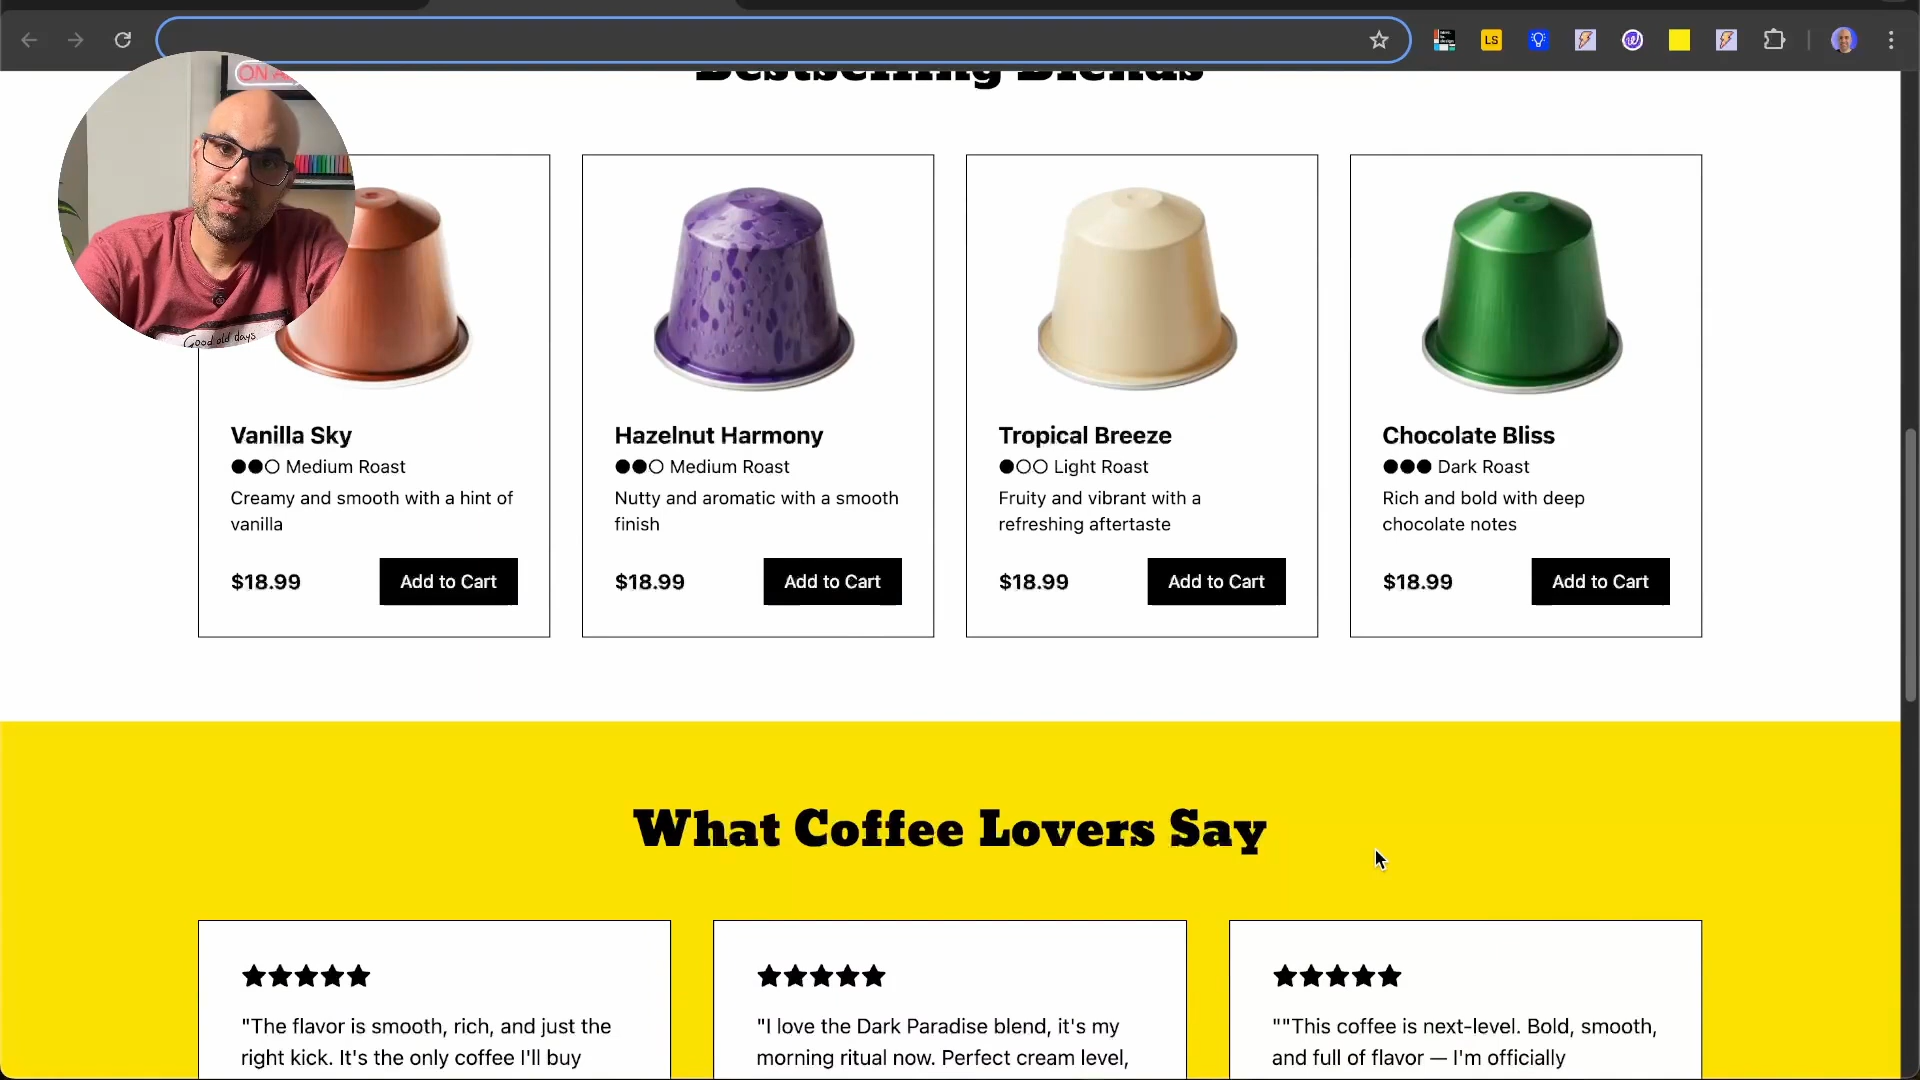 ON A
Bestselling Blends
Good old days
Vanilla Sky
Medium Roast
Creamy and smooth with a hint of
vanilla
$18.99
Add to Cart
Hazelnut Harmony
Medium Roast
Nutty and aromatic with a smooth
finish
$18.99
Add to Cart
Tropical Breeze
Light Roast
Fruity and vibrant with a
refreshing aftertaste
$18.99
Add to Cart
Chocolate Bliss
Dark Roast
Rich and bold with deep
chocolate notes
$18.99
Add to Cart
What Coffee Lovers Say
"The flavor is smooth, rich, and just the
right kick. It's the only coffee I'll buy
"I love the Dark Paradise blend, it's my
morning ritual now. Perfect cream level,
""This coffee is next-level. Bold, smooth,
and full of flavor — I'm officially
LS